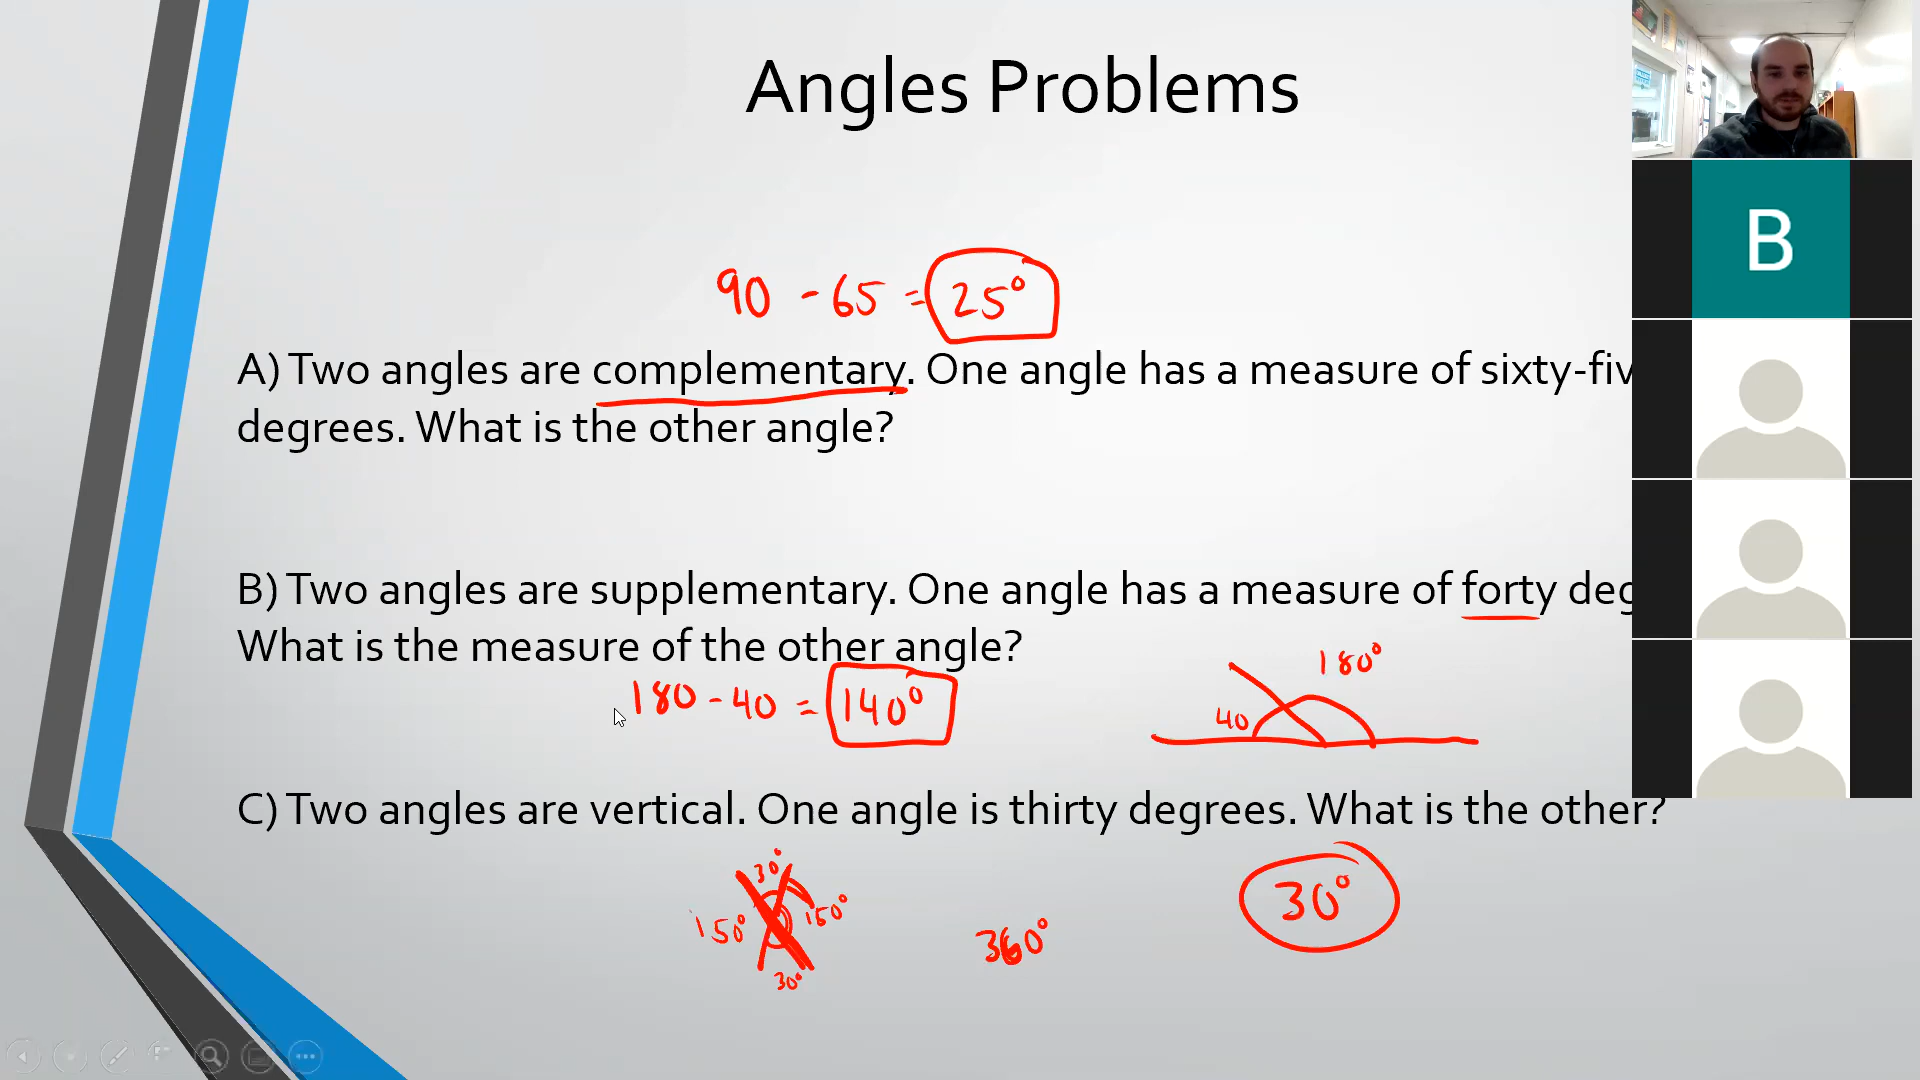 Angles Problems
90 - 65 = 25°
A) Two angles are complementary. One angle has a measure of sixty-fiv
degrees. What is the other angle?
B) Two angles are supplementary. One angle has a measure of forty deg
What is the measure of the other angle?
180 - 40 = 140°
180°
40
C) Two angles are vertical. One angle is thirty degrees. What is the other?
30°
150°
150°
30°
360°
30°
B